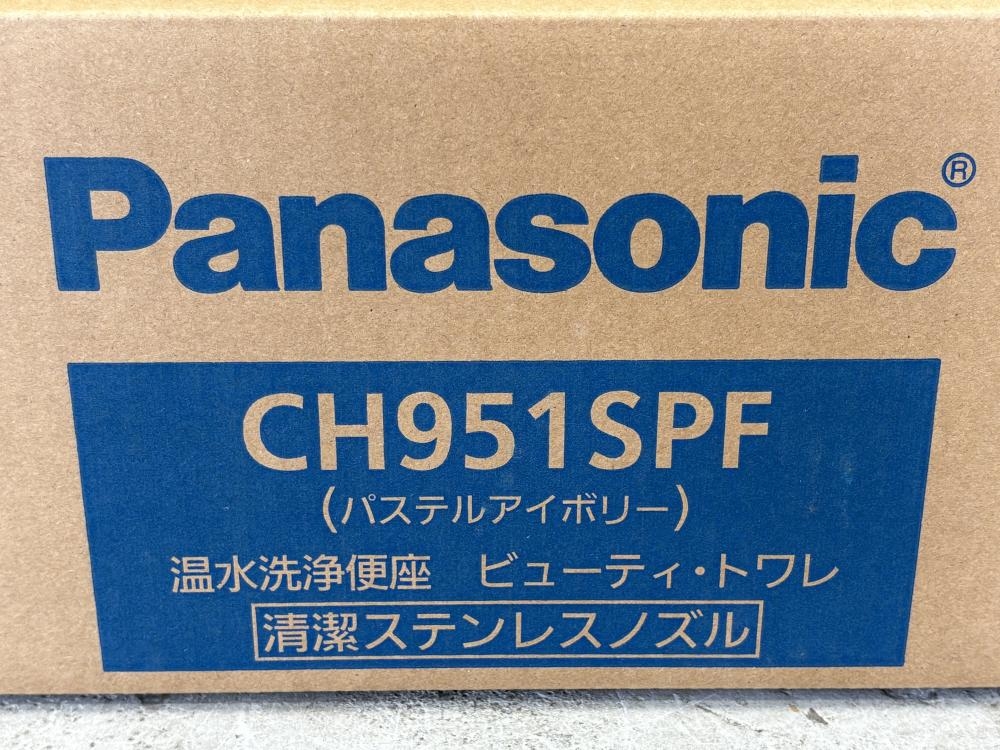 Panasonic®
CH951SPF
(パステルアイボリー)
温水洗浄便座　ビューティ・トワレ
清潔ステンレスノズル